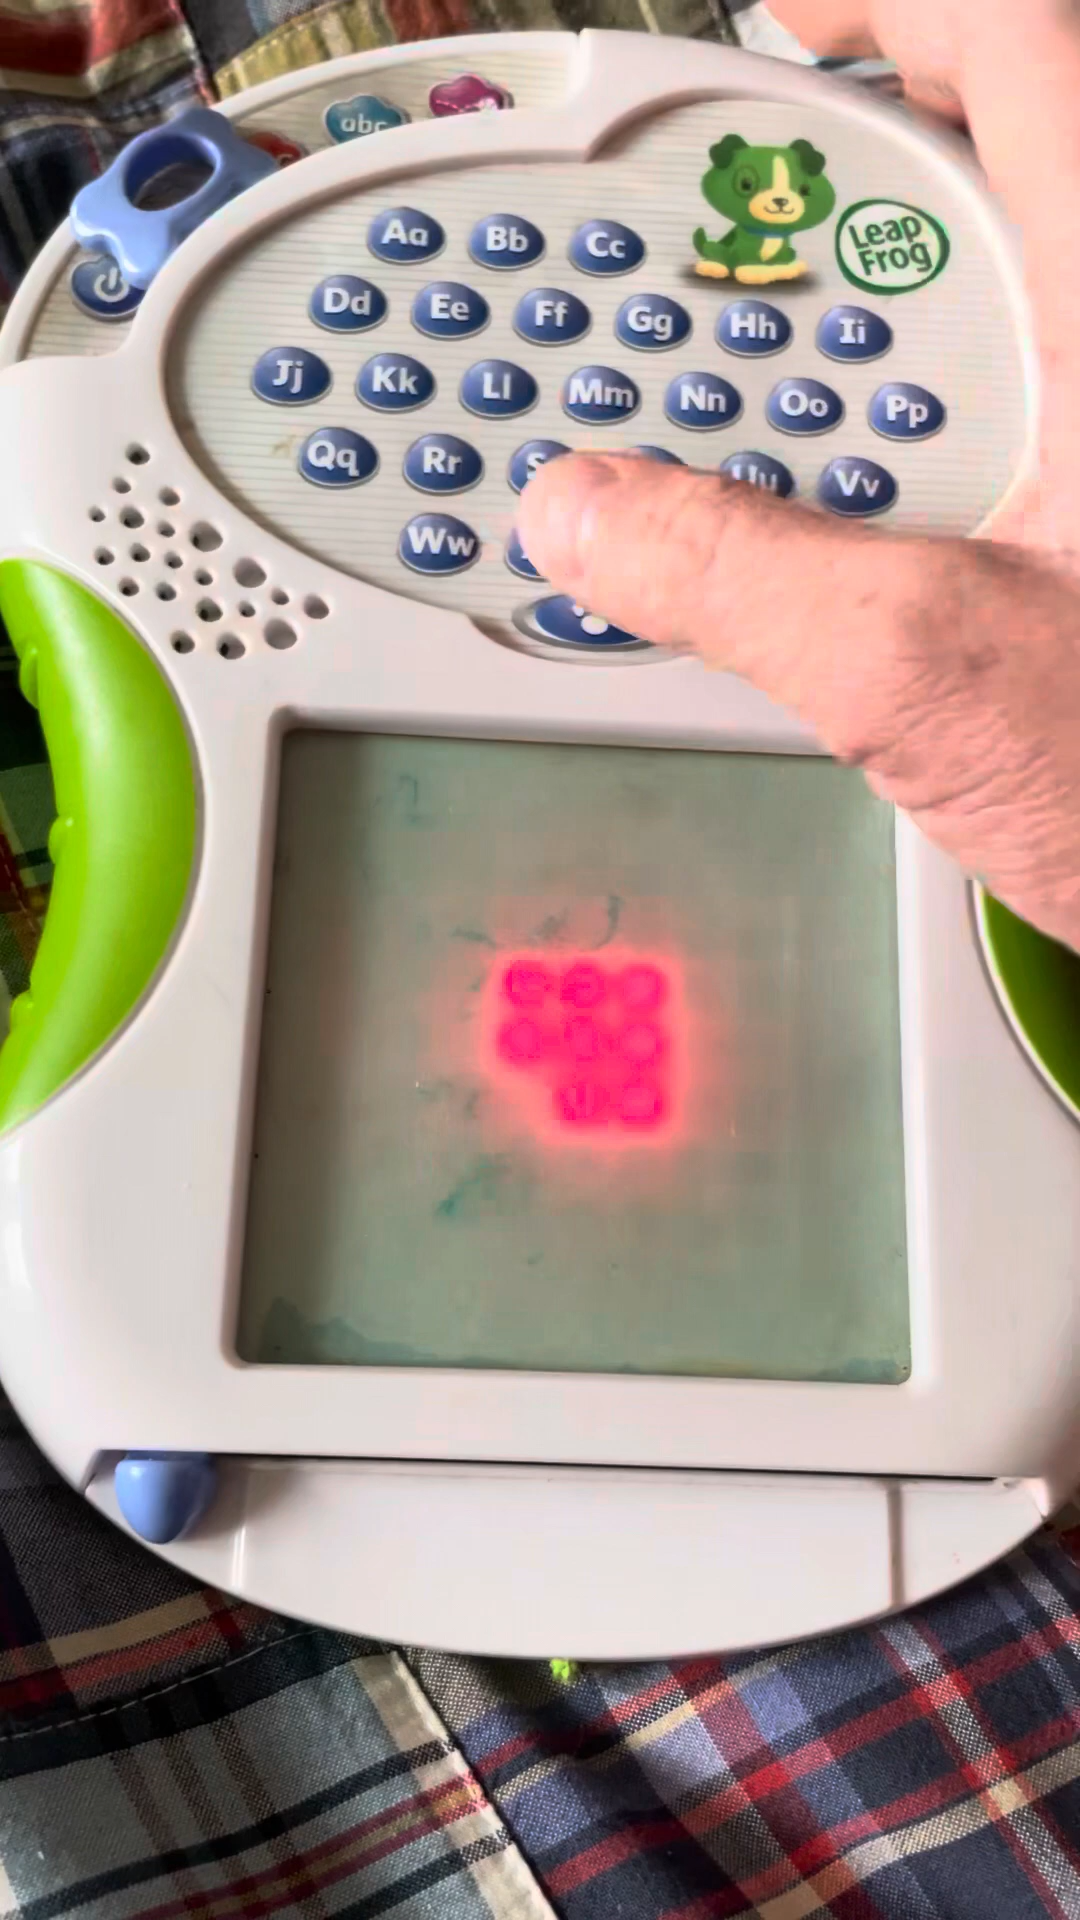 abc
Aa Bb Cc
Leap
Frog
Dd Ee Ff Gg Hh Ii
Jj Kk Ll Mm Nn Oo Pp
Qq Rr S Uu Vv
Ww